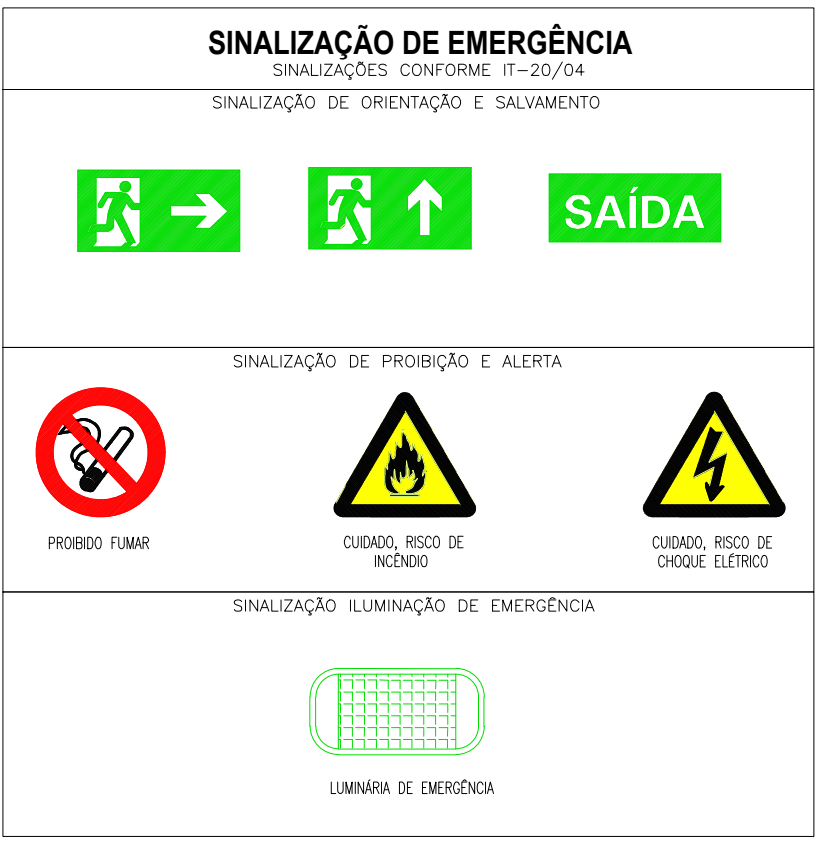 SINALIZAÇÃO DE EMERGÊNCIA
SINALIZAÇÕES CONFORME IT-20/04
SINALIZAÇÃO DE ORIENTAÇÃO E SALVAMENTO
SAÍDA
SINALIZAÇÃO DE PROIBIÇÃO E ALERTA
PROIBIDO FUMAR
CUIDADO, RISCO DE
INCÊNDIO
CUIDADO, RISCO DE
CHOQUE ELÉTRICO
SINALIZAÇÃO ILUMINAÇÃO DE EMERGÊNCIA
LUMINÁRIA DE EMERGÊNCIA